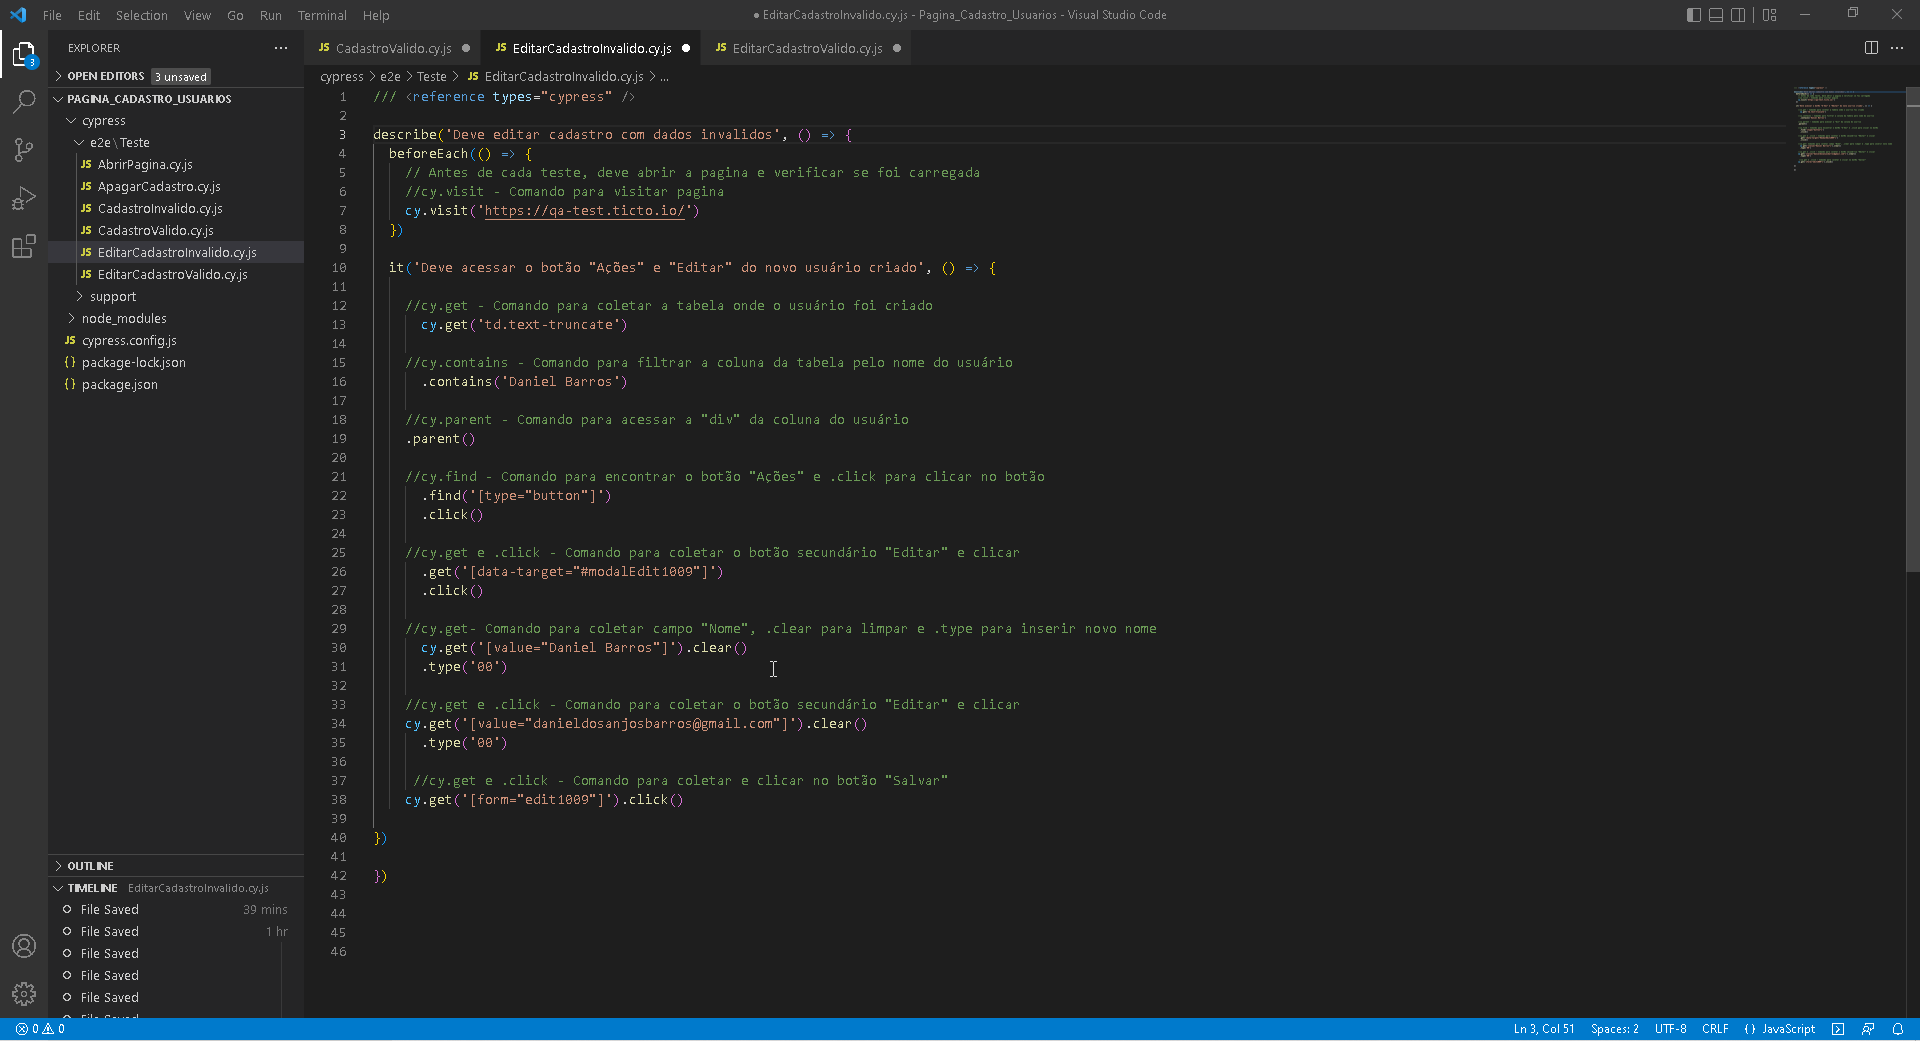 File Edit Selection View Go Run Terminal Help
● EditarCadastroInvalido.cy.js - Pagina_Cadastro_Usuarios - Visual Studio Code
EXPLORER
JS CadastroValido.cy.js
JS EditarCadastroInvalido.cy.js
JS EditarCadastroValido.cy.js
3
OPEN EDITORS 3 unsaved
PAGINA_CADASTRO_USUARIOS
cypress
e2e\Teste
JS AbrirPagina.cy.js
JS ApagarCadastro.cy.js
JS CadastroInvalido.cy.js
JS CadastroValido.cy.js
JS EditarCadastroInvalido.cy.js
JS EditarCadastroValido.cy.js
support
node_modules
JS cypress.config.js
{} package-lock.json
{} package.json
OUTLINE
TIMELINE EditarCadastroInvalido.cy.js
File Saved 39 mins
File Saved 1 hr
File Saved
File Saved
File Saved
File Saved
cypress > e2e > Teste > JS EditarCadastroInvalido.cy.js > ...
1 /// <reference types="cypress" />
2
3 describe('Deve editar cadastro com dados invalidos', () => {
4 beforeEach(() => {
5 // Antes de cada teste, deve abrir a pagina e verificar se foi carregada
6 //cy.visit - Comando para visitar pagina
7 cy.visit('https://qa-test.ticto.io/')
8 })
9
10 it('Deve acessar o botão "Ações" e "Editar" do novo usuário criado', () => {
11
12 //cy.get - Comando para coletar a tabela onde o usuário foi criado
13 cy.get('td.text-truncate')
14
15 //cy.contains - Comando para filtrar a coluna da tabela pelo nome do usuário
16 .contains('Daniel Barros')
17
18 //cy.parent - Comando para acessar a "div" da coluna do usuário
19 .parent()
20
21 //cy.find - Comando para encontrar o botão "Ações" e .click para clicar no botão
22 .find('[type="button"]')
23 .click()
24
25 //cy.get e .click - Comando para coletar o botão secundário "Editar" e clicar
26 .get('[data-target="#modalEdit1009"]')
27 .click()
28
29 //cy.get- Comando para coletar campo "Nome", .clear para limpar e .type para inserir novo nome
30 cy.get('[value="Daniel Barros"]').clear()
31 .type('00')
32
33 //cy.get e .click - Comando para coletar o botão secundário "Editar" e clicar
34 cy.get('[value="danieldosanjosbarros@gmail.com"]').clear()
35 .type('00')
36
37 //cy.get e .click - Comando para coletar e clicar no botão "Salvar"
38 cy.get('[form="edit1009"]').click()
39
40 })
41
42 })
43
44
45
46
0 0
Ln 3, Col 51 Spaces: 2 UTF-8 CRLF {} JavaScript